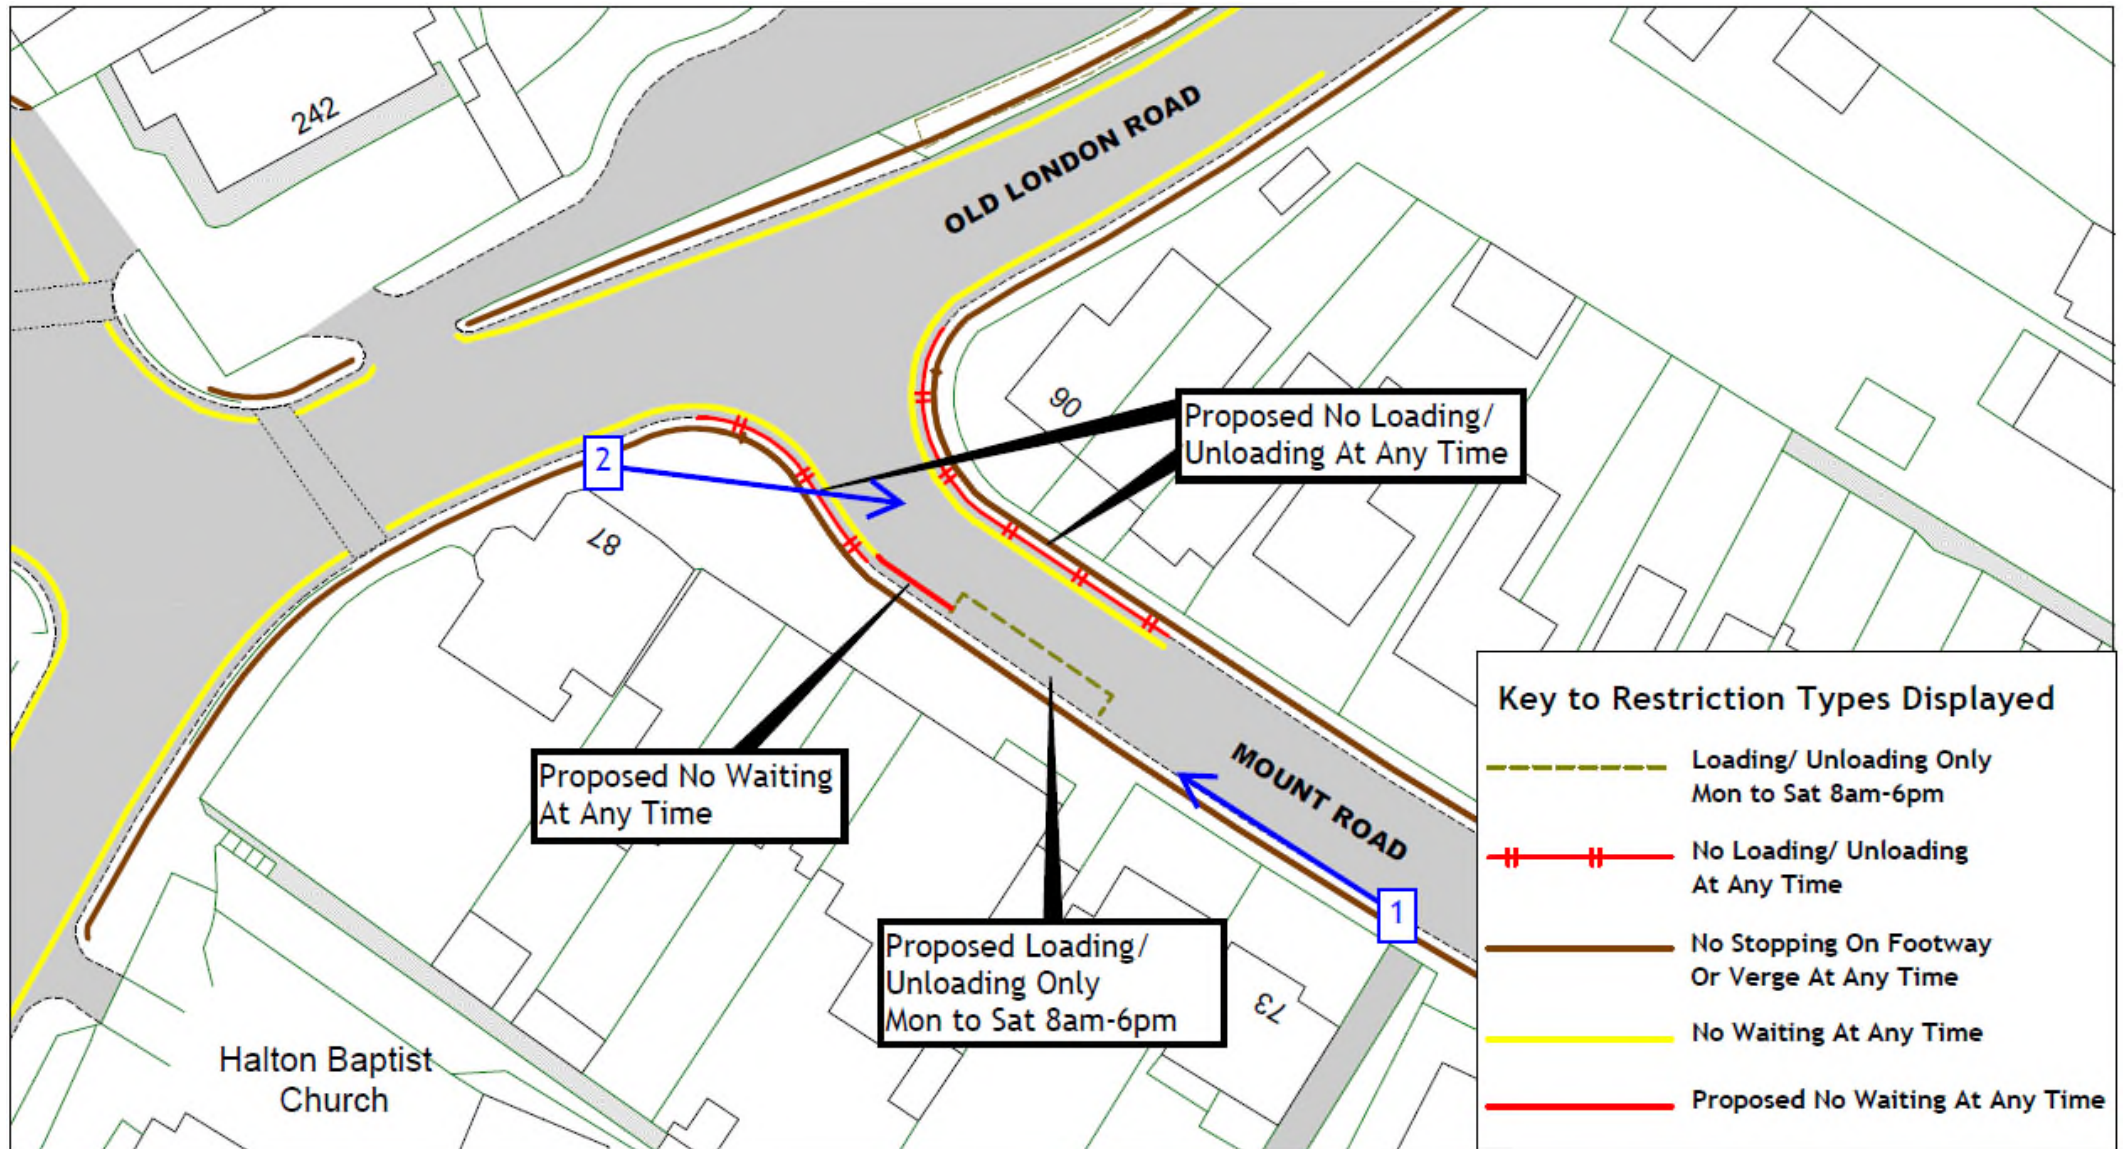 242
OLD LONDON ROAD
90
Proposed No Loading/
Unloading At Any Time
2
87
Proposed No Waiting
At Any Time
MOUNT ROAD
1
Proposed Loading/
Unloading Only
Mon to Sat 8am-6pm
73
Halton Baptist
Church
Key to Restriction Types Displayed
Loading/ Unloading Only
Mon to Sat 8am-6pm
No Loading/ Unloading
At Any Time
No Stopping On Footway
Or Verge At Any Time
No Waiting At Any Time
Proposed No Waiting At Any Time